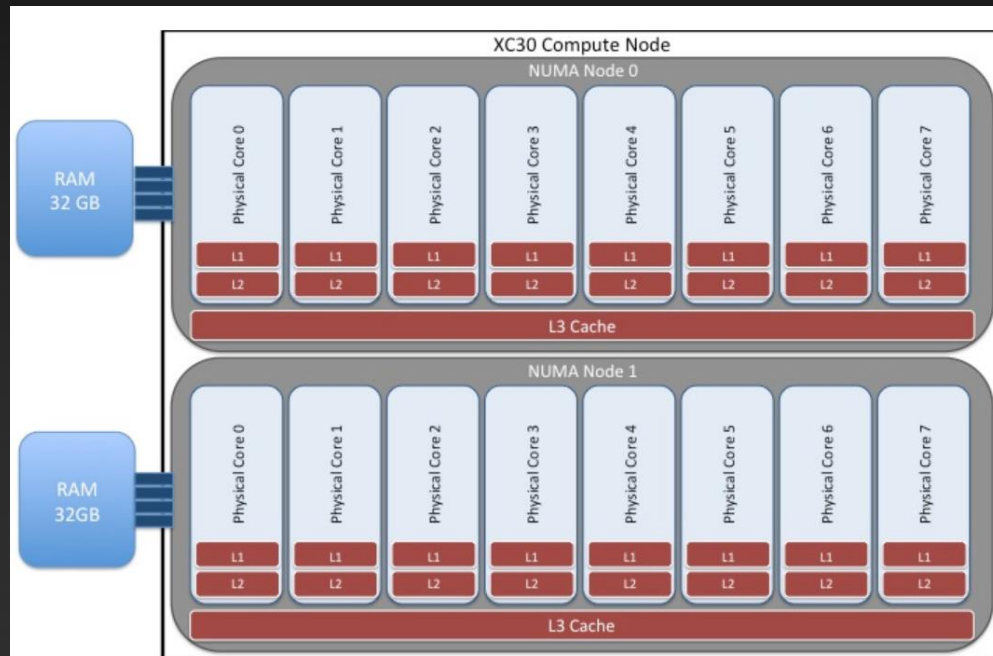 XC30 Compute Node
NUMA Node 0
RAM
32 GB
Physical Core 0
Physical Core 1
Physical Core 2
Physical Core 3
Physical Core 4
Physical Core 5
Physical Core 6
Physical Core 7
L1 L1 L1 L1 L1 L1 L1 L1
L2 L2 L2 L2 L2 L2 L2 L2
L3 Cache
NUMA Node 1
RAM
32GB
Physical Core 0
Physical Core 1
Physical Core 2
Physical Core 3
Physical Core 4
Physical Core 5
Physical Core 6
Physical Core 7
L1 L1 L1 L1 L1 L1 L1 L1
L2 L2 L2 L2 L2 L2 L2 L2
L3 Cache